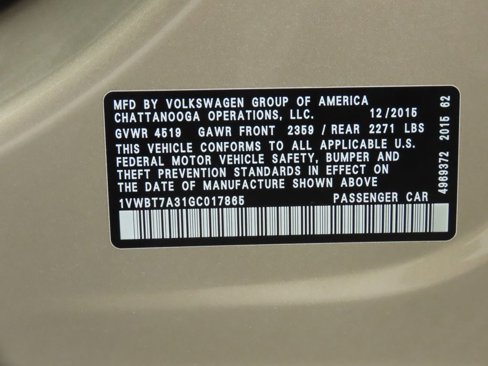 MFD BY VOLKSWAGEN GROUP OF AMERICA
CHATTANOOGA OPERATIONS, LLC. 12/2015
GVWR 4519 GAWR FRONT 2359 / REAR 2271 LBS
THIS VEHICLE CONFORMS TO ALL APPLICABLE U.S.
FEDERAL MOTOR VEHICLE SAFETY, BUMPER AND
THEFT PREVENTION STANDARDS IN EFFECT ON
THE DATE OF MANUFACTURE SHOWN ABOVE
1VWBT7A31GC017865 PASSENGER CAR
4969372 2015 62